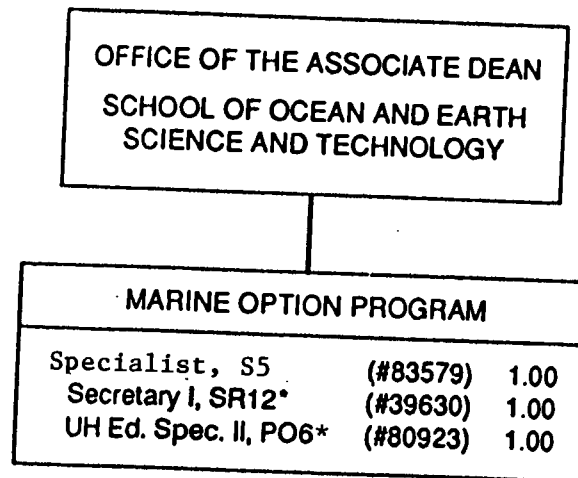 OFFICE OF THE ASSOCIATE DEAN
SCHOOL OF OCEAN AND EARTH
SCIENCE AND TECHNOLOGY
MARINE OPTION PROGRAM
Specialist, S5 (#83579) 1.00
Secretary I, SR12* (#39630) 1.00
UH Ed. Spec. II, PO6* (#80923) 1.00